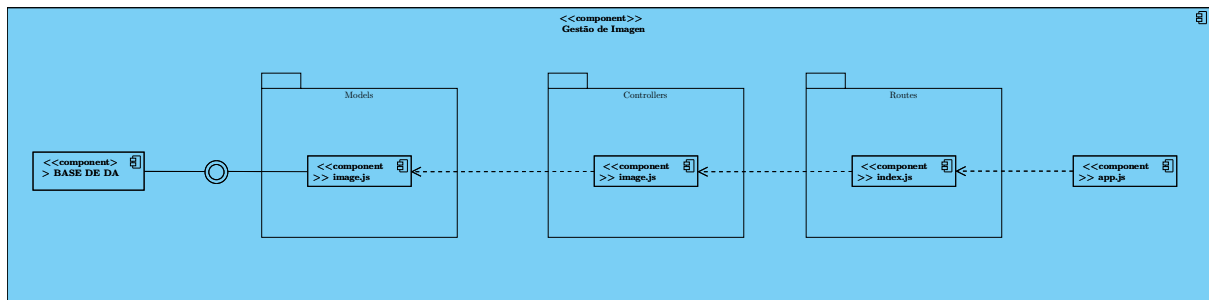 <<component>>
Gestão de Imagen
Models
Controllers
Routes
<<component>
> BASE DE DA
<<component
>> image.js
<<component
>> image.js
<<component
>> index.js
<<component
>> app.js